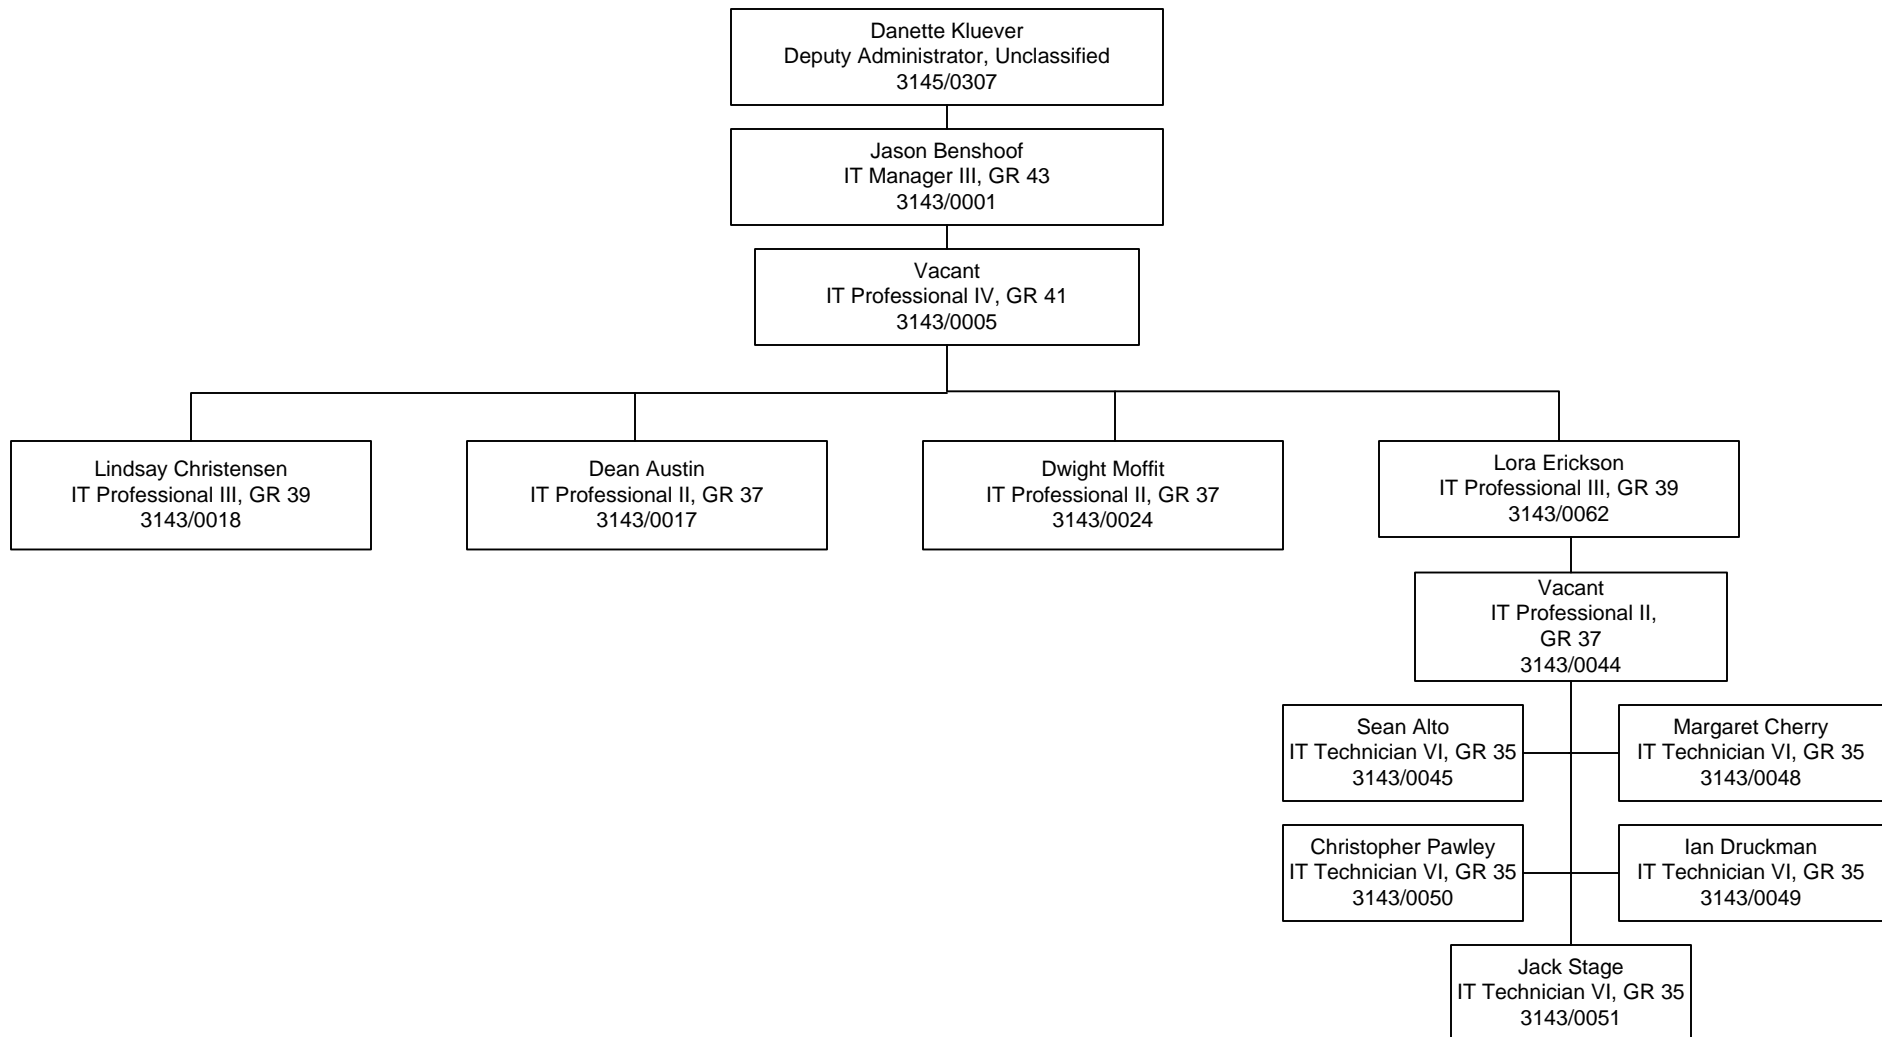 Danette Kluever
Deputy Administrator, Unclassified
3145/0307
Jason Benshoof
IT Manager III, GR 43
3143/0001
Vacant
IT Professional IV, GR 41
3143/0005
Lindsay Christensen
IT Professional III, GR 39
3143/0018
Dean Austin
IT Professional II, GR 37
3143/0017
Dwight Moffit
IT Professional II, GR 37
3143/0024
Lora Erickson
IT Professional III, GR 39
3143/0062
Vacant
IT Professional II,
GR 37
3143/0044
Sean Alto
IT Technician VI, GR 35
3143/0045
Margaret Cherry
IT Technician VI, GR 35
3143/0048
Christopher Pawley
IT Technician VI, GR 35
3143/0050
Ian Druckman
IT Technician VI, GR 35
3143/0049
Jack Stage
IT Technician VI, GR 35
3143/0051